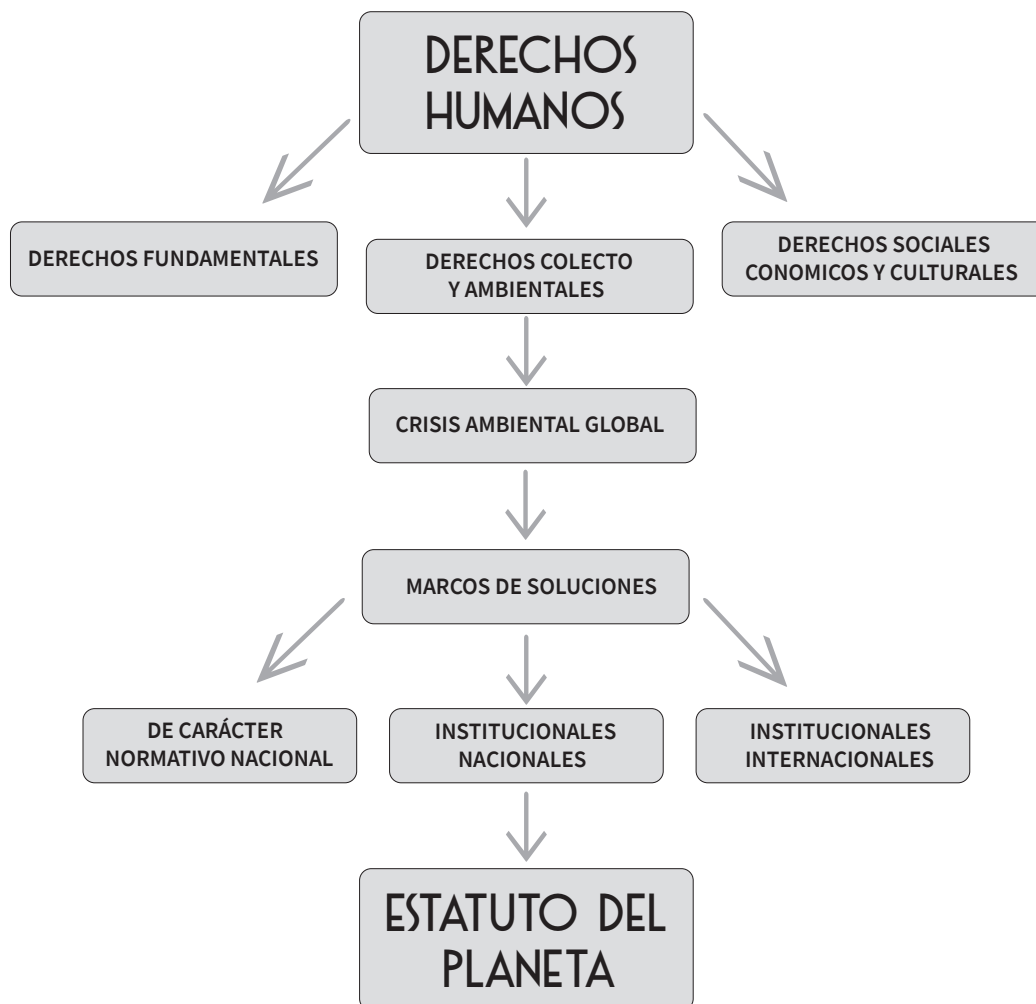 DERECHOS
HUMANOS
DERECHOS FUNDAMENTALES
DERECHOS COLECTO
Y AMBIENTALES
DERECHOS SOCIALES
CONOMICOS Y CULTURALES
CRISIS AMBIENTAL GLOBAL
MARCOS DE SOLUCIONES
DE CARÁCTER
NORMATIVO NACIONAL
INSTITUCIONALES
NACIONALES
INSTITUCIONALES
INTERNACIONALES
ESTATUTO DEL
PLANETA